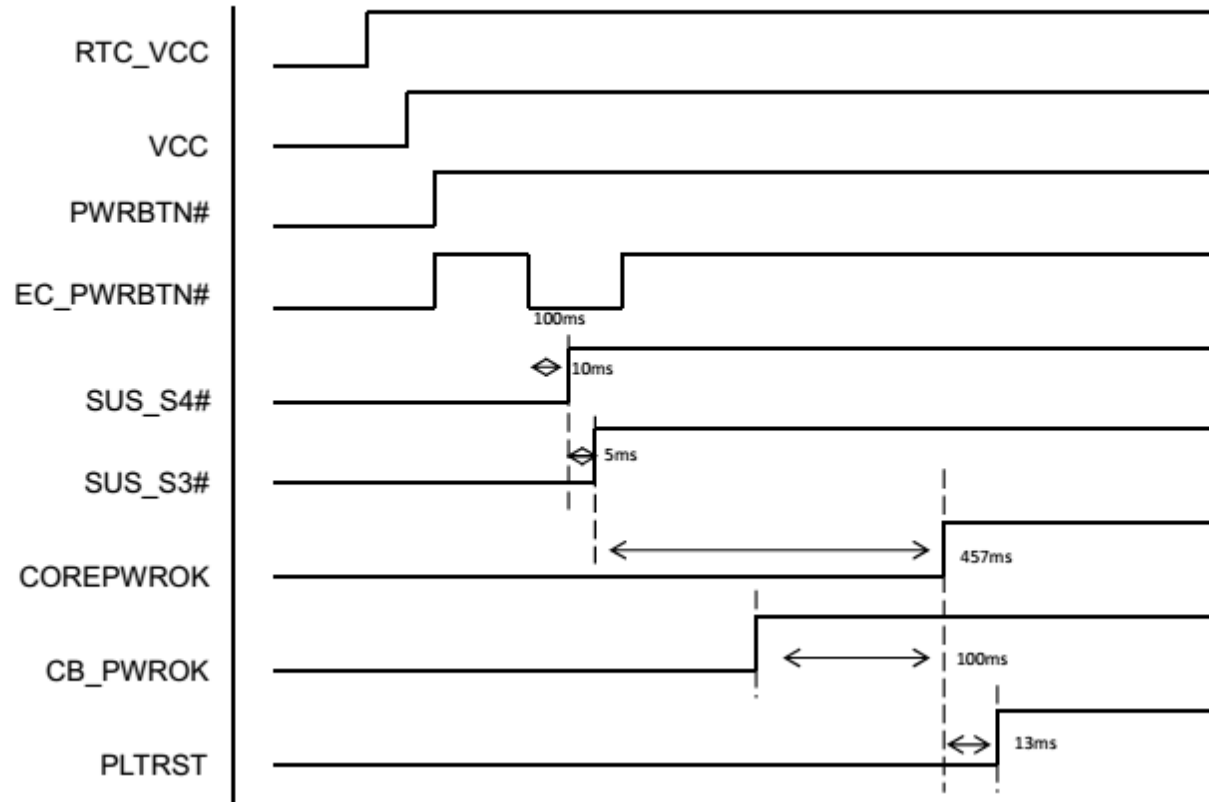 RTC_VCC
VCC
PWRBTN#
EC_PWRBTN#
100ms
10ms
SUS_S4#
5ms
SUS_S3#
457ms
COREPWROK
100ms
CB_PWROK
13ms
PLTRST